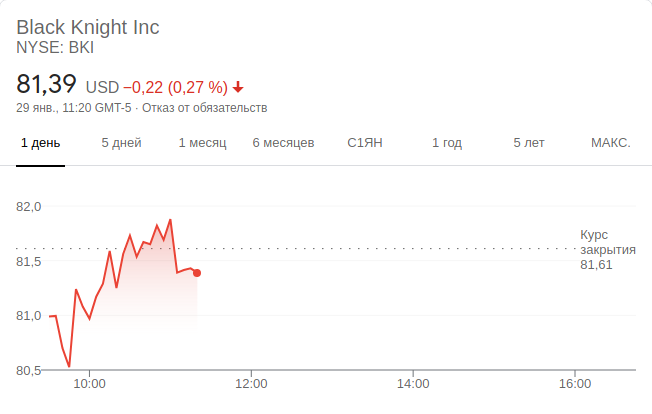 Black Knight Inc
NYSE: BKI
81,39 USD −0,22 (0,27 %)
29 янв., 11:20 GMT-5 · Отказ от обязательств
1 день 5 дней 1 месяц 6 месяцев С1ЯН 1 год 5 лет МАКС.
82,0
Курс
закрытия
81,5
81,61
81,0
80,5
10:00 12:00 14:00 16:00